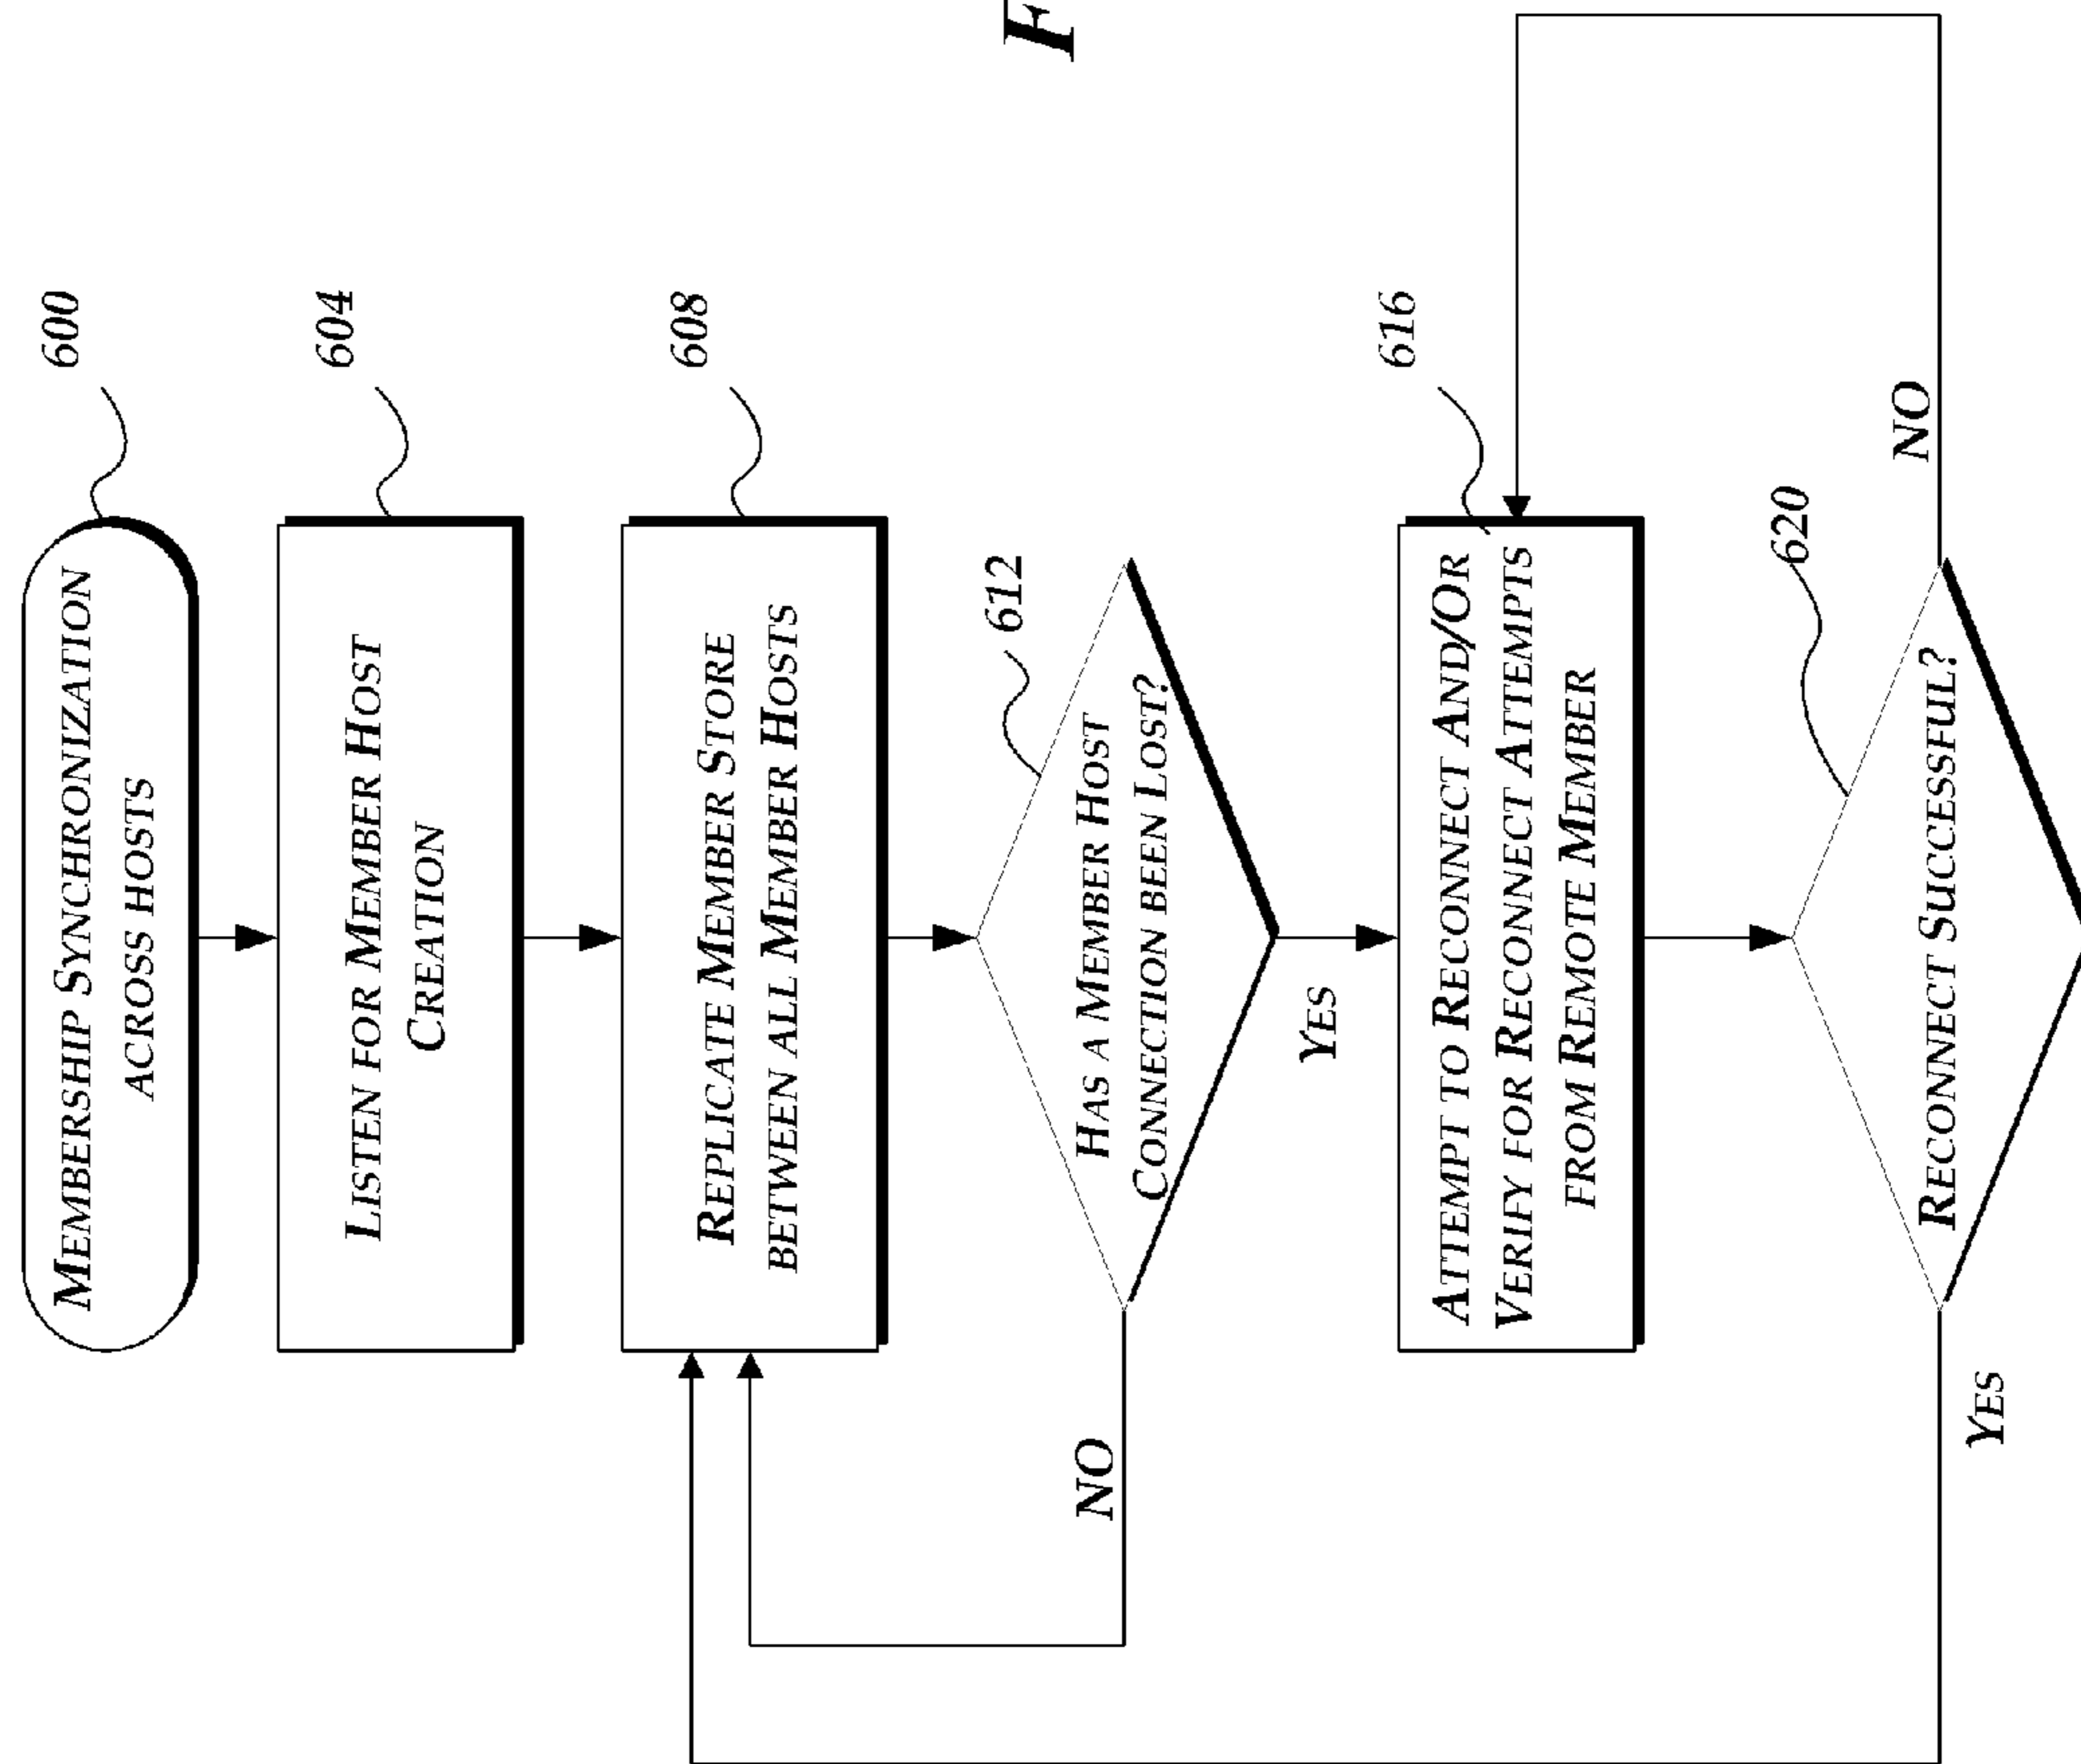 600
MEMBERSHIP SYNCHRONIZATION
ACROSS HOSTS
604
LISTEN FOR MEMBER HOST
CREATION
608
REPLICATE MEMBER STORE
BETWEEN ALL MEMBER HOSTS
612
HAS A MEMBER HOST
CONNECTION BEEN LOST?
NO
YES
616
ATTEMPT TO RECONNECT AND/OR
VERIFY FOR RECONNECT ATTEMPTS
FROM REMOTE MEMBER
620
RECONNECT SUCCESSFUL?
NO
YES
F